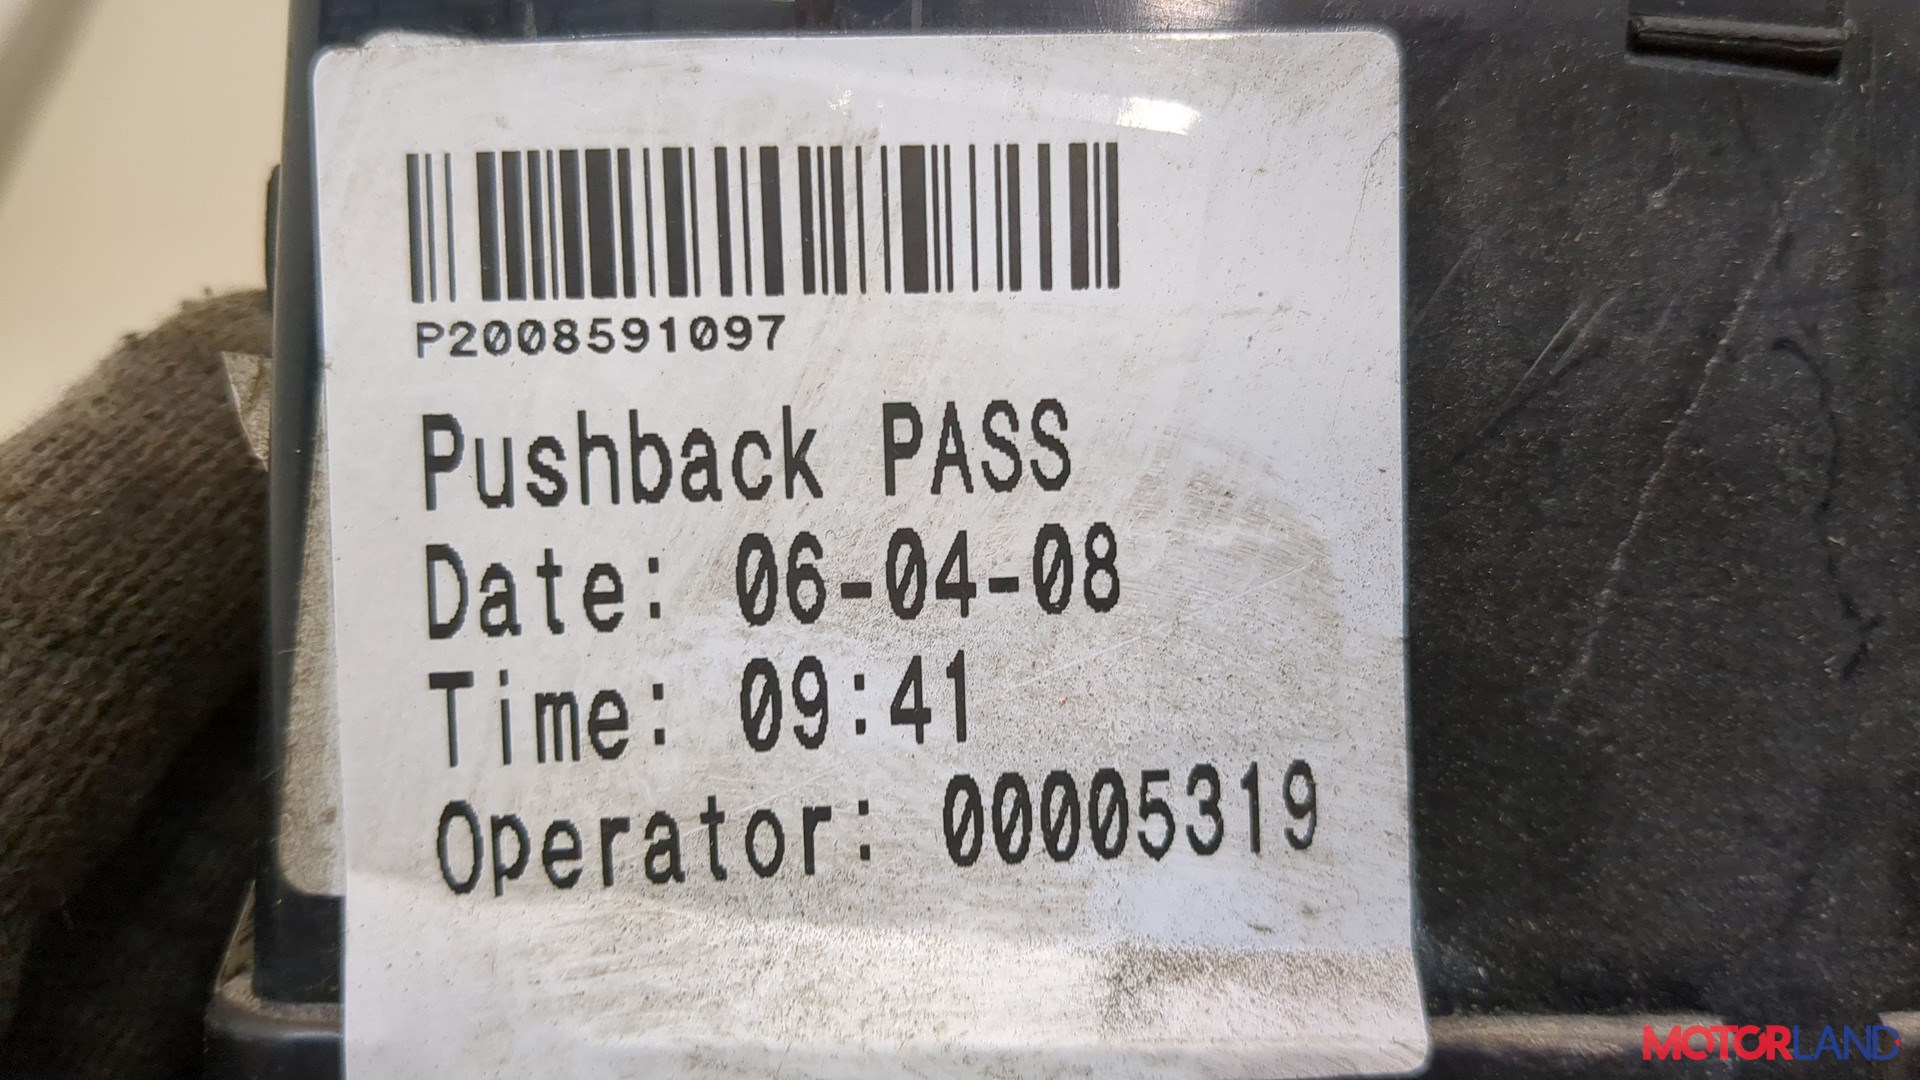 P2008591097
Pushback PASS
Date: 06-04-08
Time: 09:41
Operator: 00005319
MOTORLAND